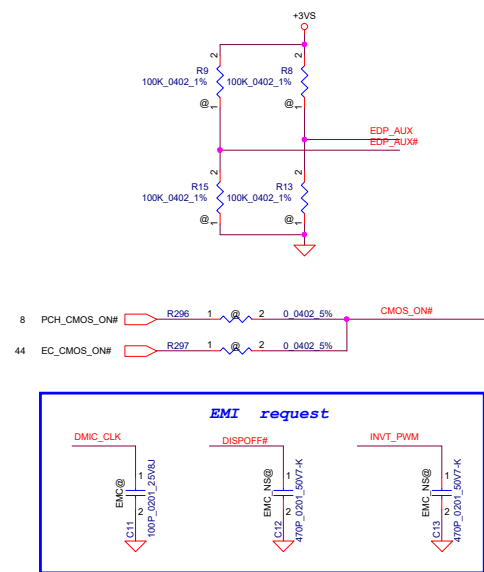 +3VS
2 2
R9 R8
100K_0402_1% 100K_0402_1%
@ 1 @ 1
EDP_AUX
EDP_AUX#
2 2
R15 R13
100K_0402_1% 100K_0402_1%
@ 1 @ 1
8 PCH_CMOS_ON# R296 1 @ 2 0_0402_5% CMOS_ON#
44 EC_CMOS_ON# R297 1 @ 2 0_0402_5%
EMI request
DMIC_CLK DISPOFF# INVT_PWM
1 1 1
2 2 2
EMC@
C11
100P_0201_25V8J
EMC_NS@
C12
470P_0201_50V7-K
EMC_NS@
C13
470P_0201_50V7-K